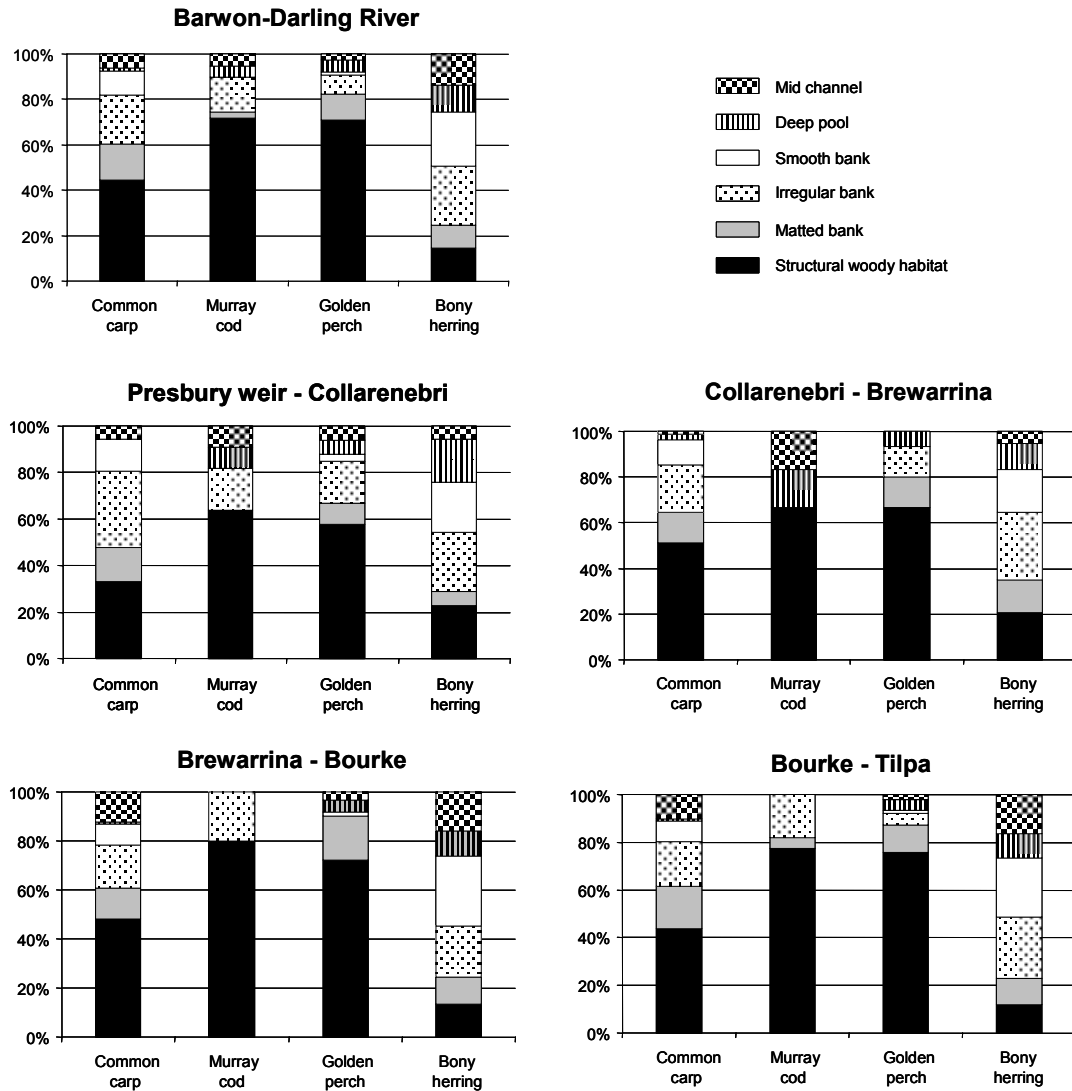 Barwon-Darling River
100%
80%
60%
40%
20%
0%
Common carp
Murray cod
Golden perch
Bony herring
Mid channel
Deep pool
Smooth bank
Irregular bank
Matted bank
Structural woody habitat
Presbury weir - Collarenebri
100%
80%
60%
40%
20%
0%
Common carp
Murray cod
Golden perch
Bony herring
Collarenebri - Brewarrina
100%
80%
60%
40%
20%
0%
Common carp
Murray cod
Golden perch
Bony herring
Brewarrina - Bourke
100%
80%
60%
40%
20%
0%
Common carp
Murray cod
Golden perch
Bony herring
Bourke - Tilpa
100%
80%
60%
40%
20%
0%
Common carp
Murray cod
Golden perch
Bony herring